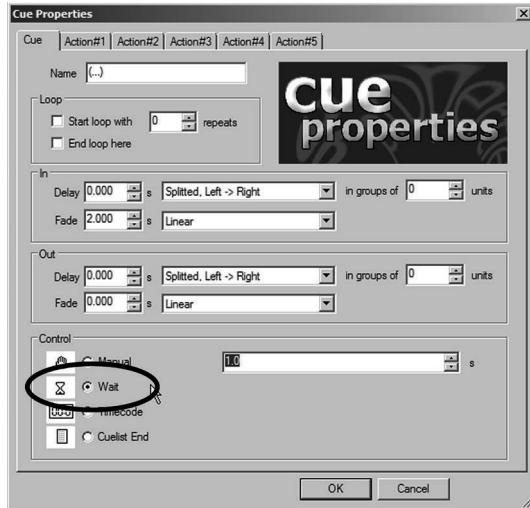 Cue Properties
Cue Action#1 Action#2 Action#3 Action#4 Action#5
Name (...)
cue
properties
Loop
Start loop with 0 repeats
End loop here
In
Delay 0.000 s Splitted, Left -> Right in groups of 0 units
Fade 2.000 s Linear
Out
Delay 0.000 s Splitted, Left -> Right in groups of 0 units
Fade 0.000 s Linear
Control
Manual 1.0 s
Wait
Timecode
Cuelist End
OK Cancel